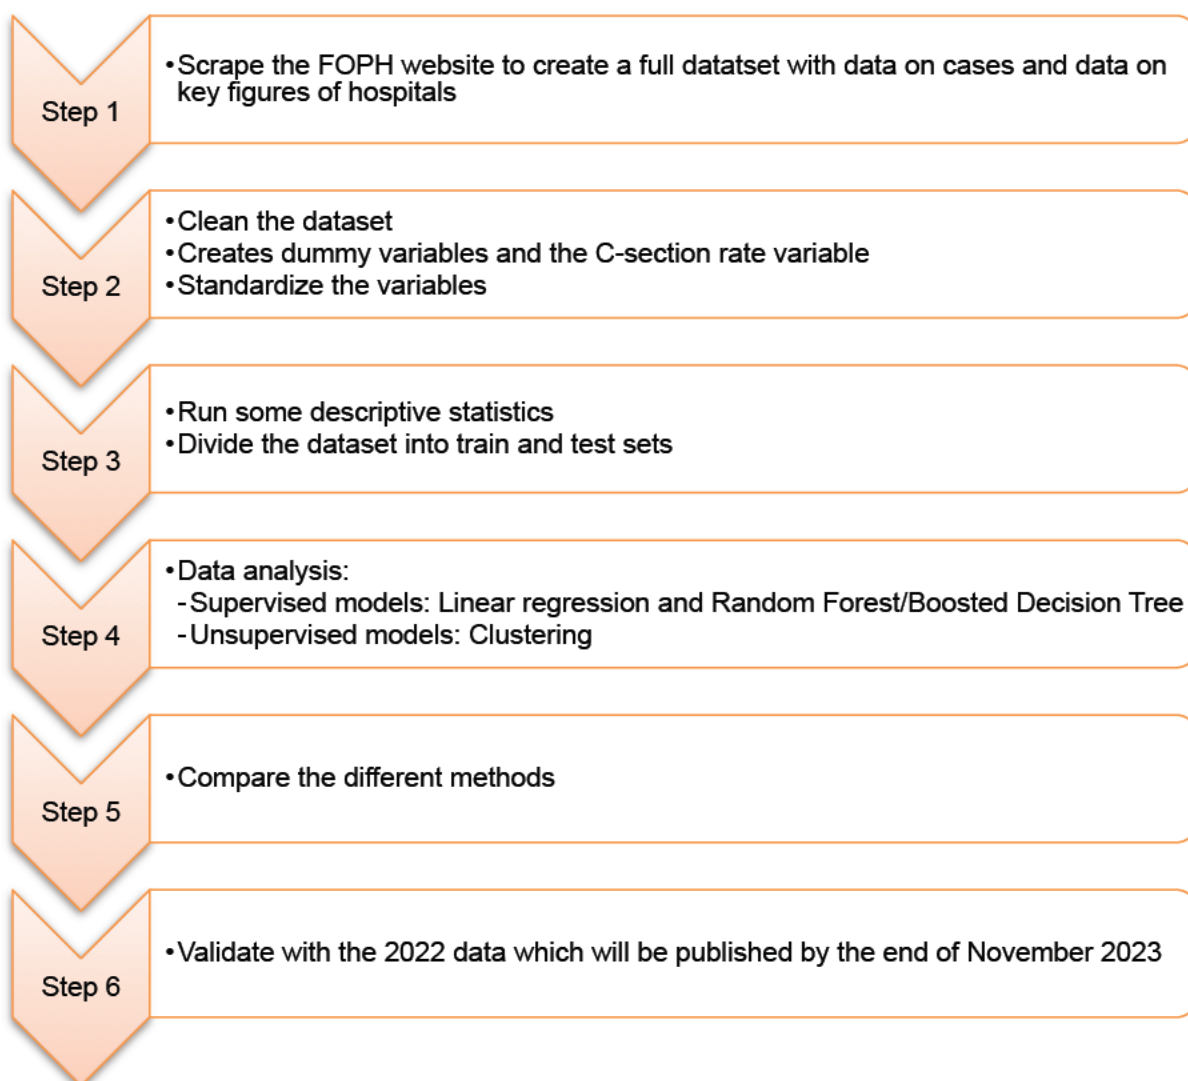 Step 1
•Scrape the FOPH website to create a full datatset with data on cases and data on
key figures of hospitals
Step 2
•Clean the dataset
•Creates dummy variables and the C-section rate variable
•Standardize the variables
Step 3
•Run some descriptive statistics
•Divide the dataset into train and test sets
Step 4
•Data analysis:
-Supervised models: Linear regression and Random Forest/Boosted Decision Tree
-Unsupervised models: Clustering
Step 5
•Compare the different methods
Step 6
•Validate with the 2022 data which will be published by the end of November 2023